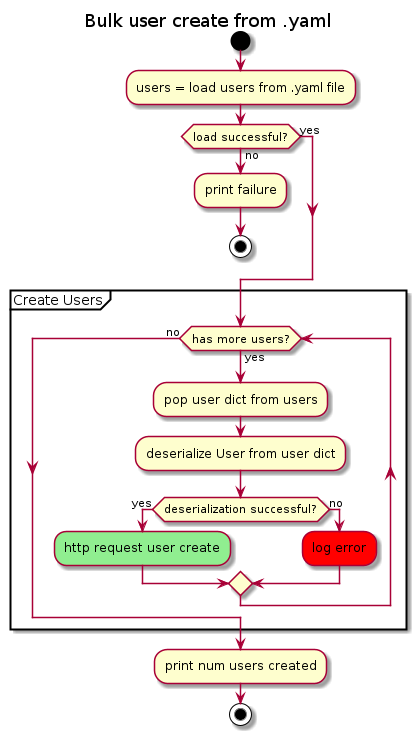 Bulk user create from .yaml
users = load users from .yaml file
load successful?
yes
no
print failure
Create Users
no
has more users?
yes
pop user dict from users
deserialize User from user dict
yes
deserialization successful?
no
http request user create
log error
print num users created